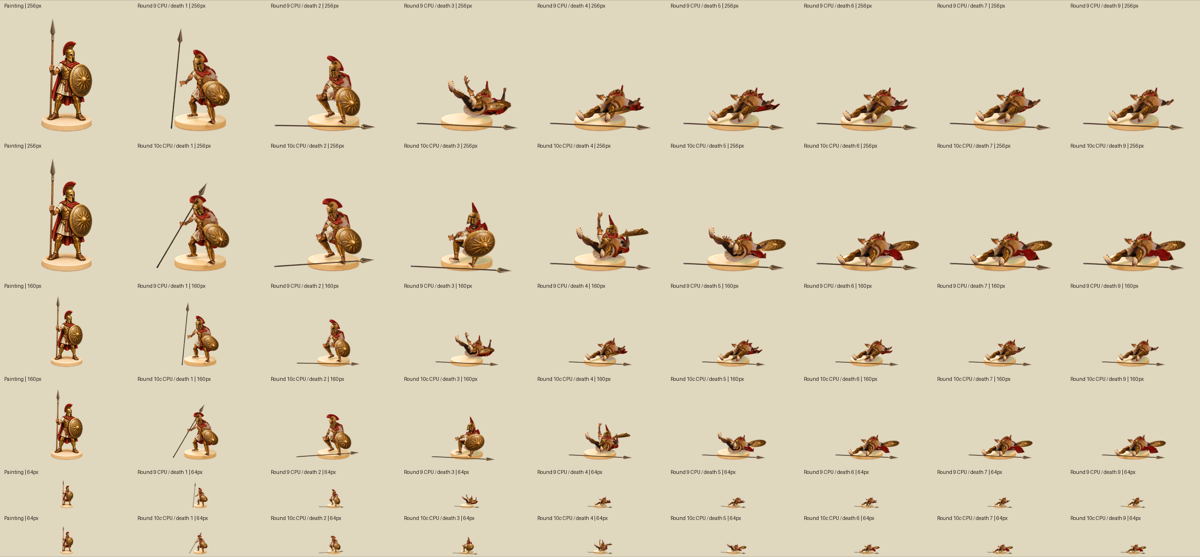 Painting | 256px Round 9 CPU / death 1 | 256px Round 9 CPU / death 2 | 256px Round 9 CPU / death 3 | 256px Round 9 CPU / death 4 | 256px Round 9 CPU / death 5 | 256px Round 9 CPU / death 6 | 256px Round 9 CPU / death 7 | 256px Round 9 CPU / death 9 | 256px
Painting | 256px Round 10c CPU / death 1 | 256px Round 10c CPU / death 2 | 256px Round 10c CPU / death 3 | 256px Round 10c CPU / death 4 | 256px Round 10c CPU / death 5 | 256px Round 10c CPU / death 6 | 256px Round 10c CPU / death 7 | 256px Round 10c CPU / death 9 | 256px
Painting | 160px Round 9 CPU / death 1 | 160px Round 9 CPU / death 2 | 160px Round 9 CPU / death 3 | 160px Round 9 CPU / death 4 | 160px Round 9 CPU / death 5 | 160px Round 9 CPU / death 6 | 160px Round 9 CPU / death 7 | 160px Round 9 CPU / death 9 | 160px
Painting | 160px Round 10c CPU / death 1 | 160px Round 10c CPU / death 2 | 160px Round 10c CPU / death 3 | 160px Round 10c CPU / death 4 | 160px Round 10c CPU / death 5 | 160px Round 10c CPU / death 6 | 160px Round 10c CPU / death 7 | 160px Round 10c CPU / death 9 | 160px
Painting | 64px Round 9 CPU / death 1 | 64px Round 9 CPU / death 2 | 64px Round 9 CPU / death 3 | 64px Round 9 CPU / death 4 | 64px Round 9 CPU / death 5 | 64px Round 9 CPU / death 6 | 64px Round 9 CPU / death 7 | 64px Round 9 CPU / death 9 | 64px
Painting | 64px Round 10c CPU / death 1 | 64px Round 10c CPU / death 2 | 64px Round 10c CPU / death 3 | 64px Round 10c CPU / death 4 | 64px Round 10c CPU / death 5 | 64px Round 10c CPU / death 6 | 64px Round 10c CPU / death 7 | 64px Round 10c CPU / death 9 | 64px